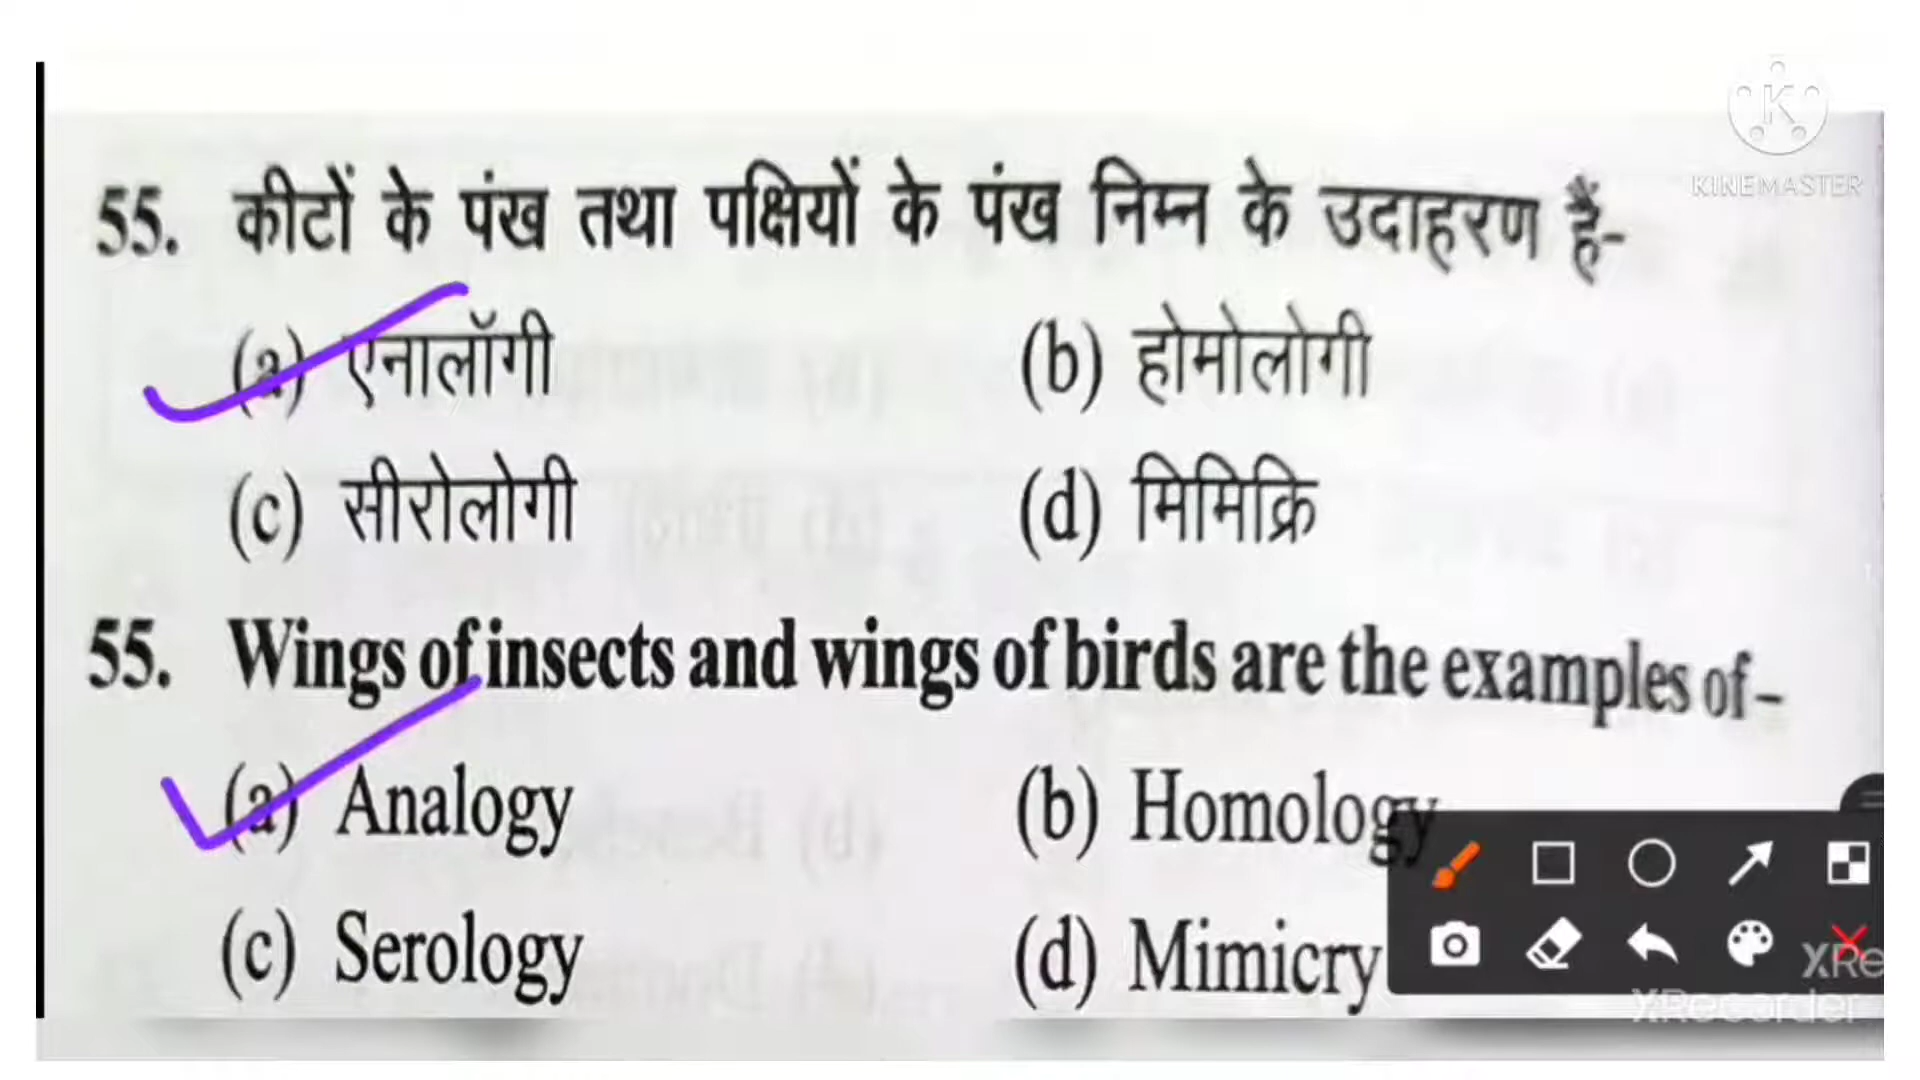 KINEMASTER
55. कीटों के पंख तथा पक्षियों के पंख निम्न के उदाहरण हैं-
(a) एनालॉगी (b) होमोलोगी
(c) सीरोलोगी (d) मिमिक्रि
55. Wings of insects and wings of birds are the examples of-
(a) Analogy (b) Homology
(c) Serology (d) Mimicry
XRe
XRecorder